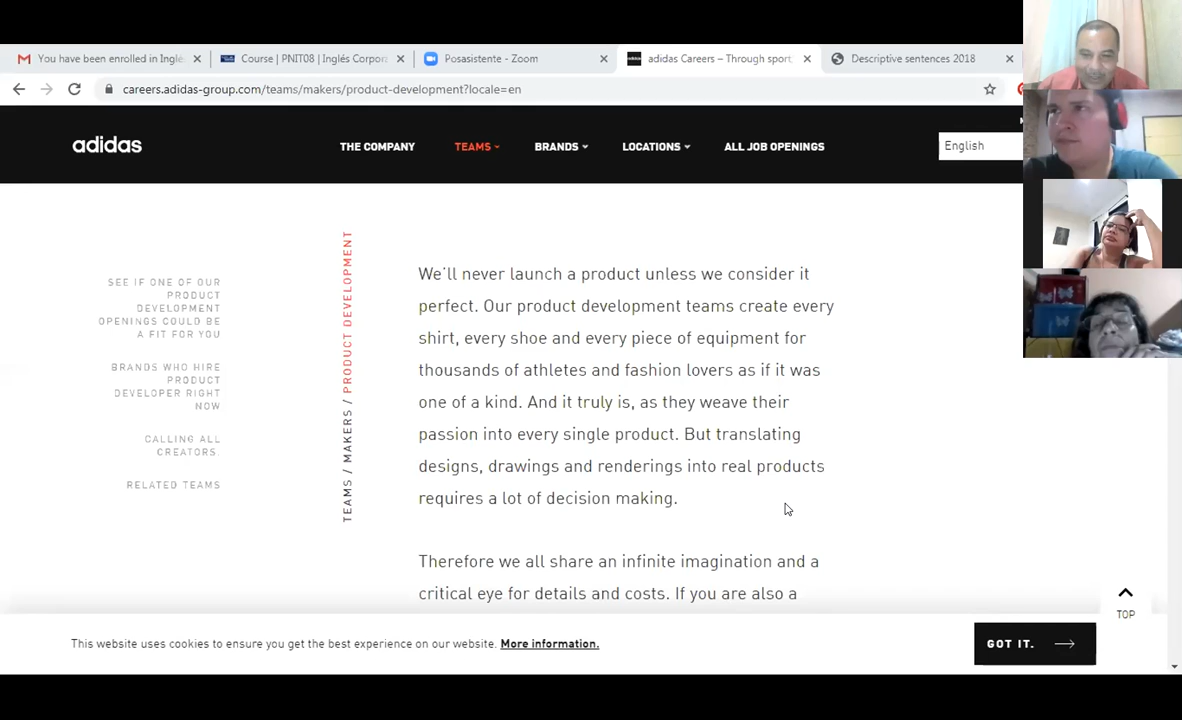 You have been enrolled in Inglé
Course | PNIT08 | Inglés Corpora
Posasistente - Zoom
adidas Careers – Through sport,
Descriptive sentences 2018
careers.adidas-group.com/teams/makers/product-development?locale=en
adidas
THE COMPANY
TEAMS
BRANDS
LOCATIONS
ALL JOB OPENINGS
English
SEE IF ONE OF OUR
PRODUCT
DEVELOPMENT
OPENINGS COULD BE
A FIT FOR YOU
BRANDS WHO HIRE
PRODUCT
DEVELOPER RIGHT
NOW
CALLING ALL
CREATORS.
RELATED TEAMS
TEAMS / MAKERS / PRODUCT DEVELOPMENT
We'll never launch a product unless we consider it
perfect. Our product development teams create every
shirt, every shoe and every piece of equipment for
thousands of athletes and fashion lovers as if it was
one of a kind. And it truly is, as they weave their
passion into every single product. But translating
designs, drawings and renderings into real products
requires a lot of decision making.
Therefore we all share an infinite imagination and a
critical eye for details and costs. If you are also a
TOP
This website uses cookies to ensure you get the best experience on our website. More information.
GOT IT.